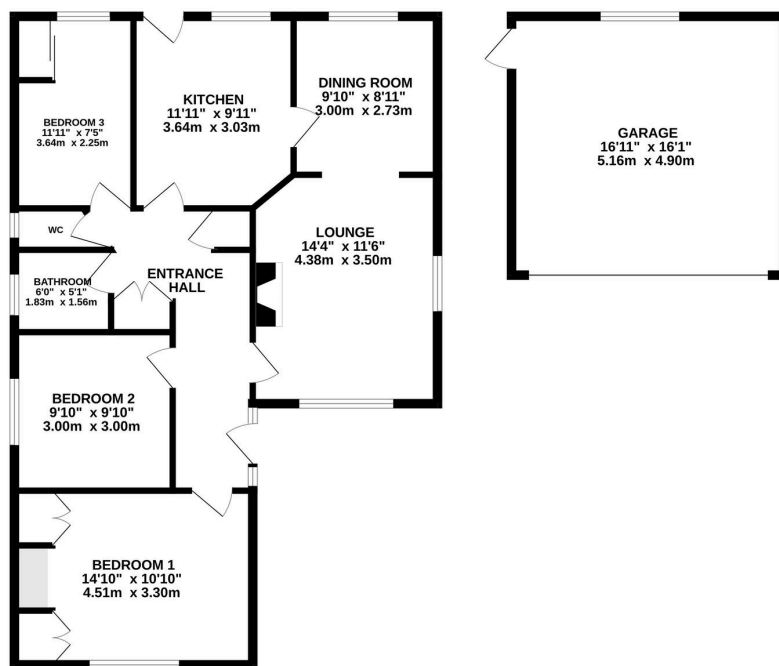 KITCHEN
11'11" x 9'11"
3.64m x 3.03m
DINING ROOM
9'10" x 8'11"
3.00m x 2.73m
BEDROOM 3
11'11" x 7'5"
3.64m x 2.25m
GARAGE
16'11" x 16'1"
5.16m x 4.90m
WC
LOUNGE
14'4" x 11'6"
4.38m x 3.50m
BATHROOM
6'0" x 5'1"
1.83m x 1.56m
ENTRANCE
HALL
BEDROOM 2
9'10" x 9'10"
3.00m x 3.00m
BEDROOM 1
14'10" x 10'10"
4.51m x 3.30m